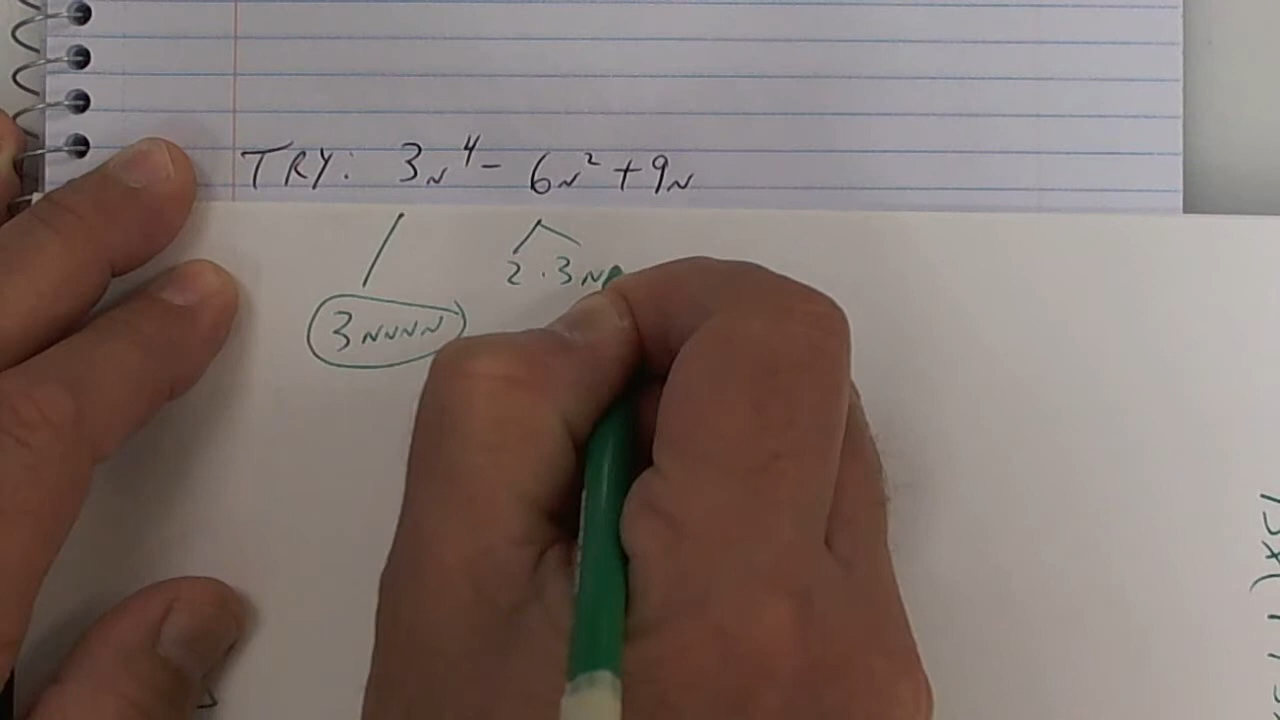 TRY: 3n⁴ - 6n² + 9n
2 · 3n
3nnnn